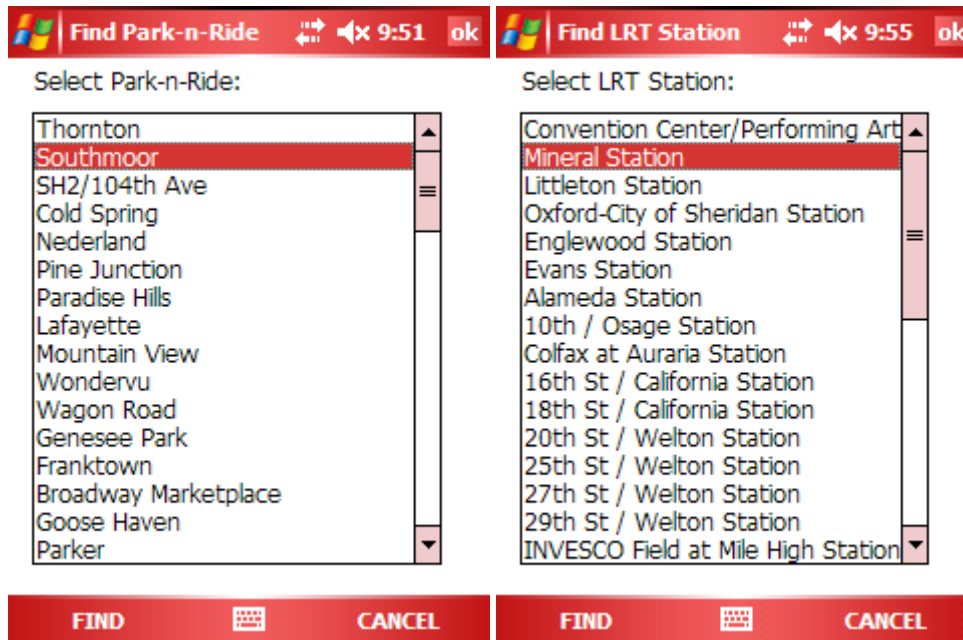 Find Park-n-Ride 9:51 ok
Select Park-n-Ride:
Thornton
Southmoor
SH2/104th Ave
Cold Spring
Nederland
Pine Junction
Paradise Hills
Lafayette
Mountain View
Wondervu
Wagon Road
Genesee Park
Franktown
Broadway Marketplace
Goose Haven
Parker
FIND CANCEL
Find LRT Station 9:55 ok
Select LRT Station:
Convention Center/Performing Art
Mineral Station
Littleton Station
Oxford-City of Sheridan Station
Englewood Station
Evans Station
Alameda Station
10th / Osage Station
Colfax at Auraria Station
16th St / California Station
18th St / California Station
20th St / Welton Station
25th St / Welton Station
27th St / Welton Station
29th St / Welton Station
INVESCO Field at Mile High Station
FIND CANCEL